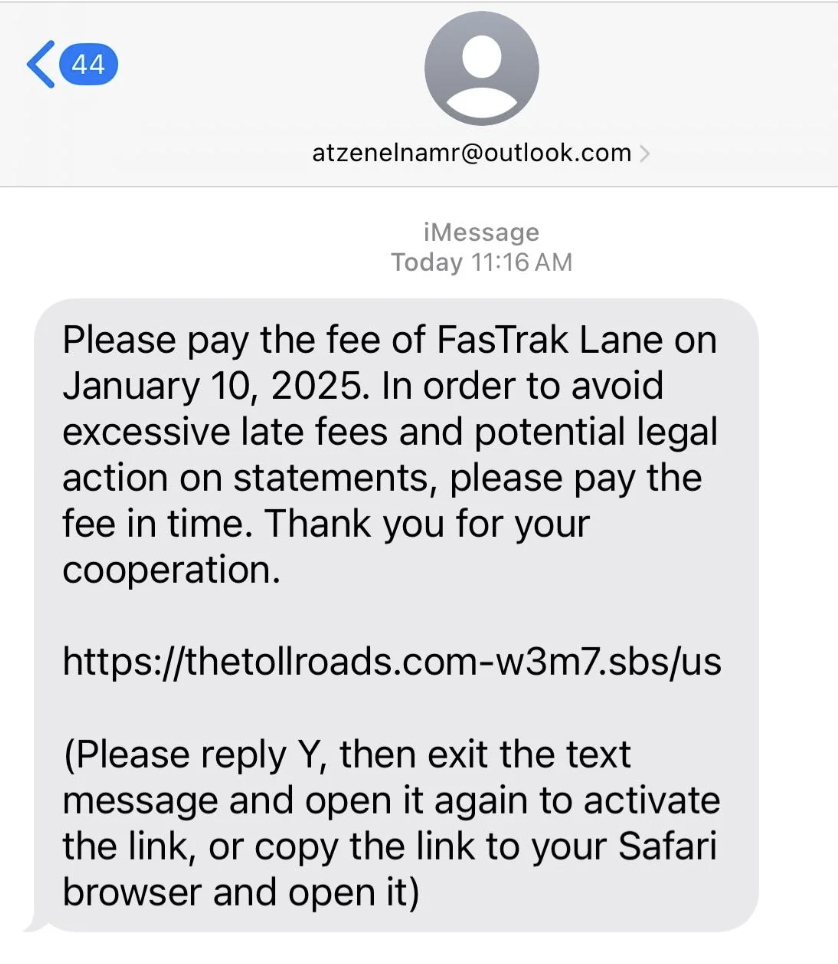 44
atzenelnamr@outlook.com
iMessage
Today 11:16 AM
Please pay the fee of FasTrak Lane on
January 10, 2025. In order to avoid
excessive late fees and potential legal
action on statements, please pay the
fee in time. Thank you for your
cooperation.
https://thetollroads.com-w3m7.sbs/us
(Please reply Y, then exit the text
message and open it again to activate
the link, or copy the link to your Safari
browser and open it)